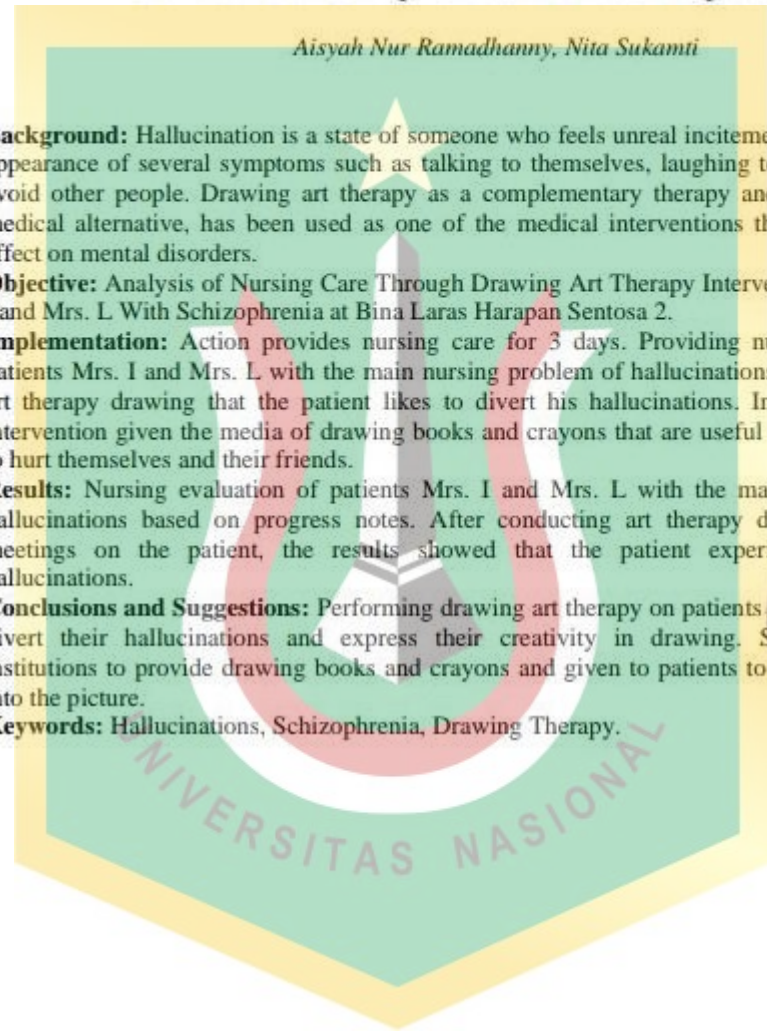 Aisyah Nur Ramadhanny, Nita Sukamti
ackground: Hallucination is a state of someone who feels unreal incitem
ppearance of several symptoms such as talking to themselves, laughing t
void other people. Drawing art therapy as a complementary therapy an
edical alternative, has been used as one of the medical interventions th
ffect on mental disorders.
bjective: Analysis of Nursing Care Through Drawing Art Therapy Interv
and Mrs. L With Schizophrenia at Bina Laras Harapan Sentosa 2.
mplementation: Action provides nursing care for 3 days. Providing n
atients Mrs. I and Mrs. L with the main nursing problem of hallucinations
rt therapy drawing that the patient likes to divert his hallucinations. In
ntervention given the media of drawing books and crayons that are useful
o hurt themselves and their friends.
esults: Nursing evaluation of patients Mrs. I and Mrs. L with the ma
allucinations based on progress notes. After conducting art therapy d
eetings on the patient, the results showed that the patient exper
allucinations.
onclusions and Suggestions: Performing drawing art therapy on patients
ivert their hallucinations and express their creativity in drawing. S
nstitutions to provide drawing books and crayons and given to patients to
nto the picture.
eywords: Hallucinations, Schizophrenia, Drawing Therapy.
UNIVERSITAS NASIONAL